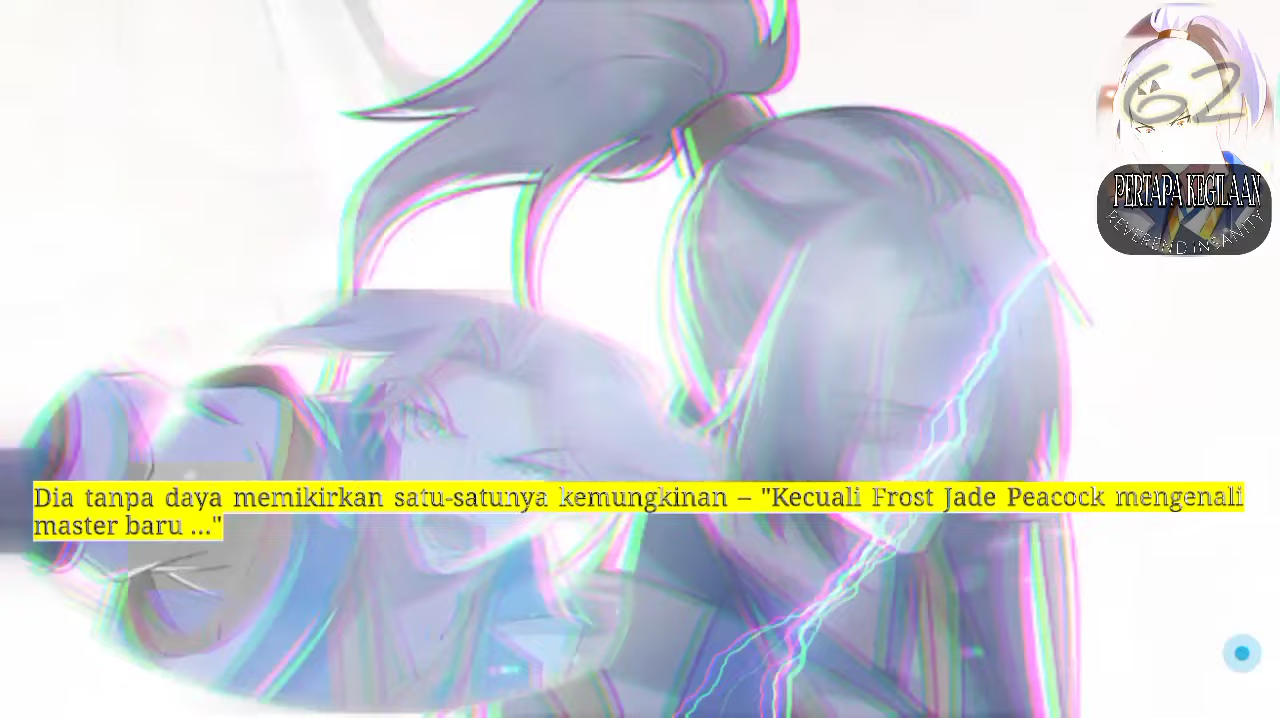 62
PERTAPA KEGILAAN
REVEREND INSANITY
Dia tanpa daya memikirkan satu-satunya kemungkinan – "Kecuali Frost Jade Peacock mengenali
master baru ..."